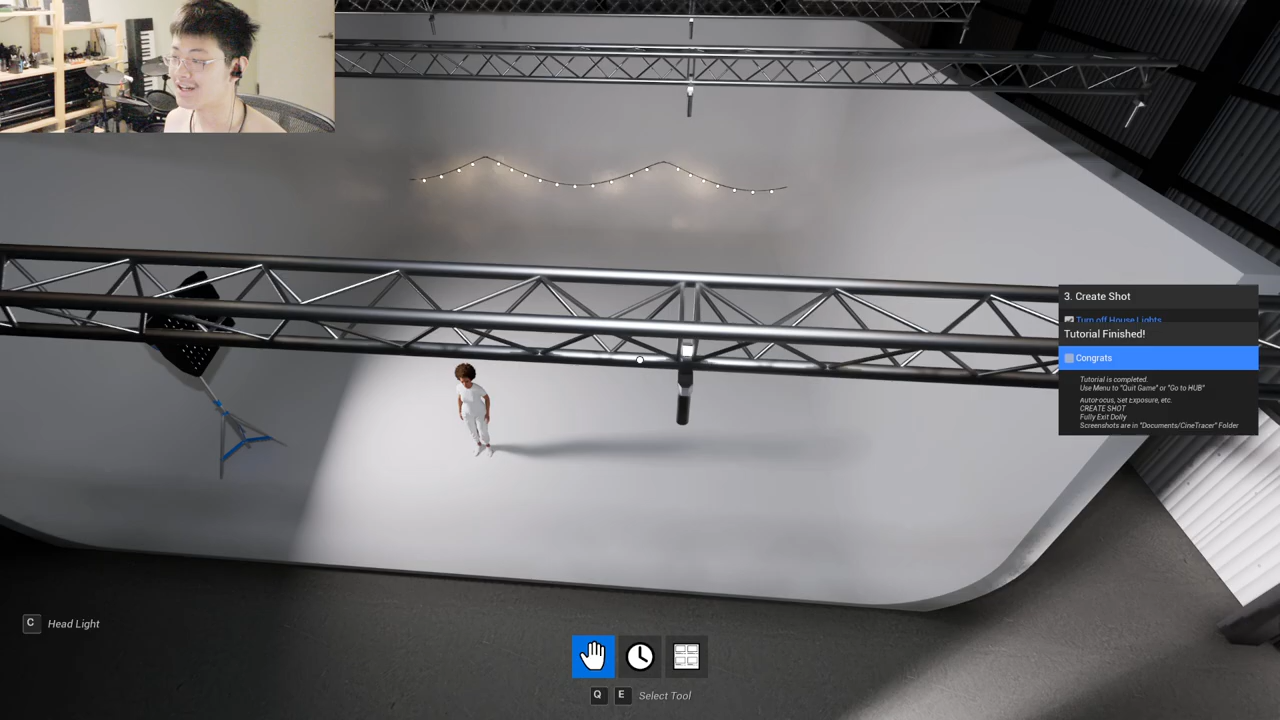 3. Create Shot
Turn off House Lights
Tutorial Finished!
Congrats
Tutorial is completed.
Use Menu to "Quit Game" or "Go to HUB"
AutoFocus, Set Exposure, etc.
CREATE SHOT
Fully Exit Dolly
Screenshots are in "Documents/CineTracer" Folder
C Head Light
Q E Select Tool